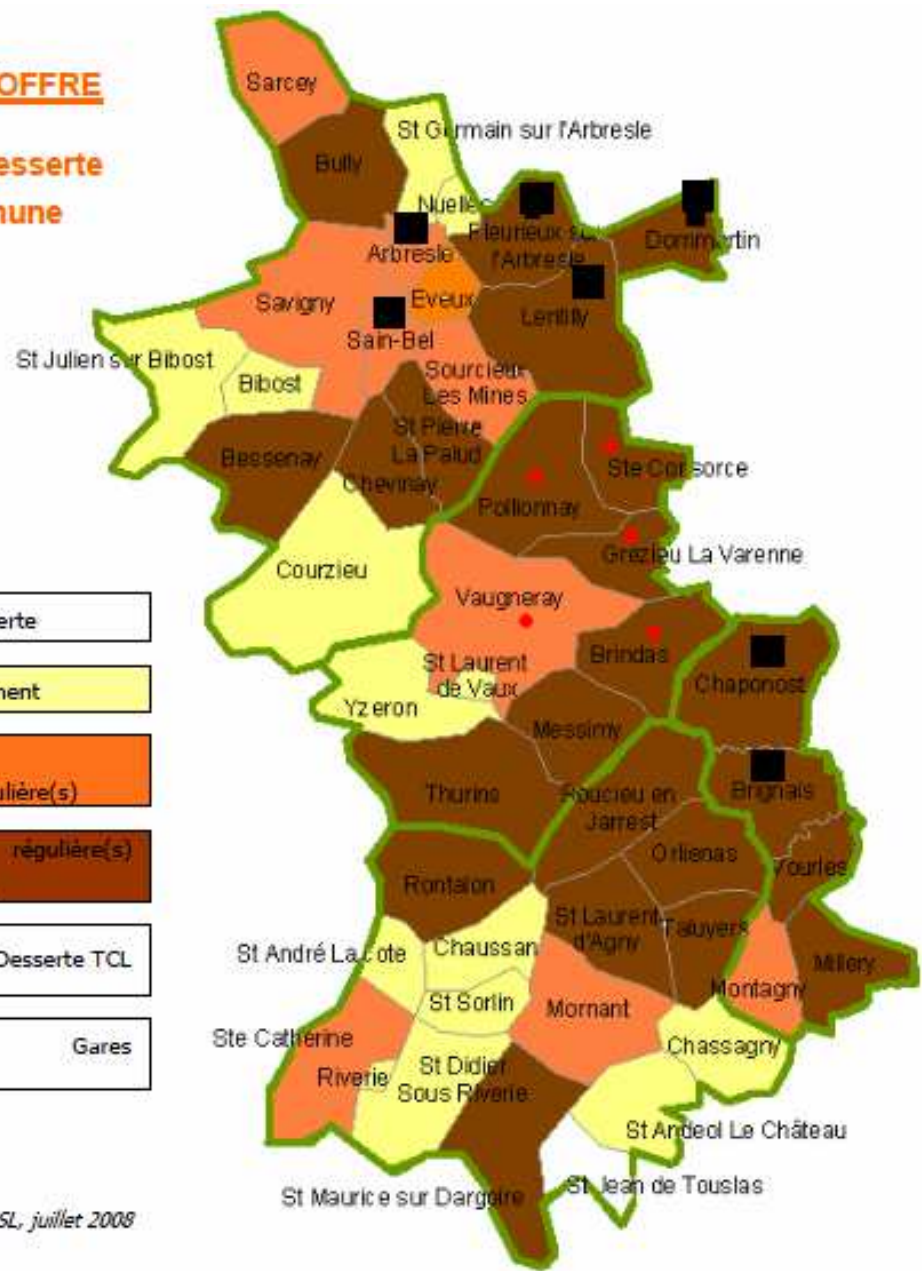 OFFRE
esserte
mune
erte
ment
ulière(s)
régulière(s)
Desserte TCL
Gares
SL, juillet 2008
Sarcey
St Germain sur l'Arbresle
Bully
Nuelles
Fleurieux sur
l'Arbresle
Dommartin
Arbresle
Eveux
Savigny
Lentilly
Sain-Bel
St Julien sur Bibost
Bibost
Sourcieux
Les Mines
St Pierre
La Palud
Bessenay
Chevinay
Ste Consorce
Pollionnay
Grézieu La Varenne
Courzieu
Vaugneray
Brindas
St Laurent
de Vaux
Chaponost
Yzeron
Messimy
Thurins
Soucieu en
Jarrest
Brignais
Orliénas
Vourles
Rontalon
St Laurent
d'Agny
Taluyers
St André La Cote
Chaussan
Millery
Montagny
St Sorlin
Mornant
Ste Catherine
Chassagny
Riverie
St Didier
Sous Riverie
St Andeol Le Château
St Jean de Touslas
St Maurice sur Dargoire